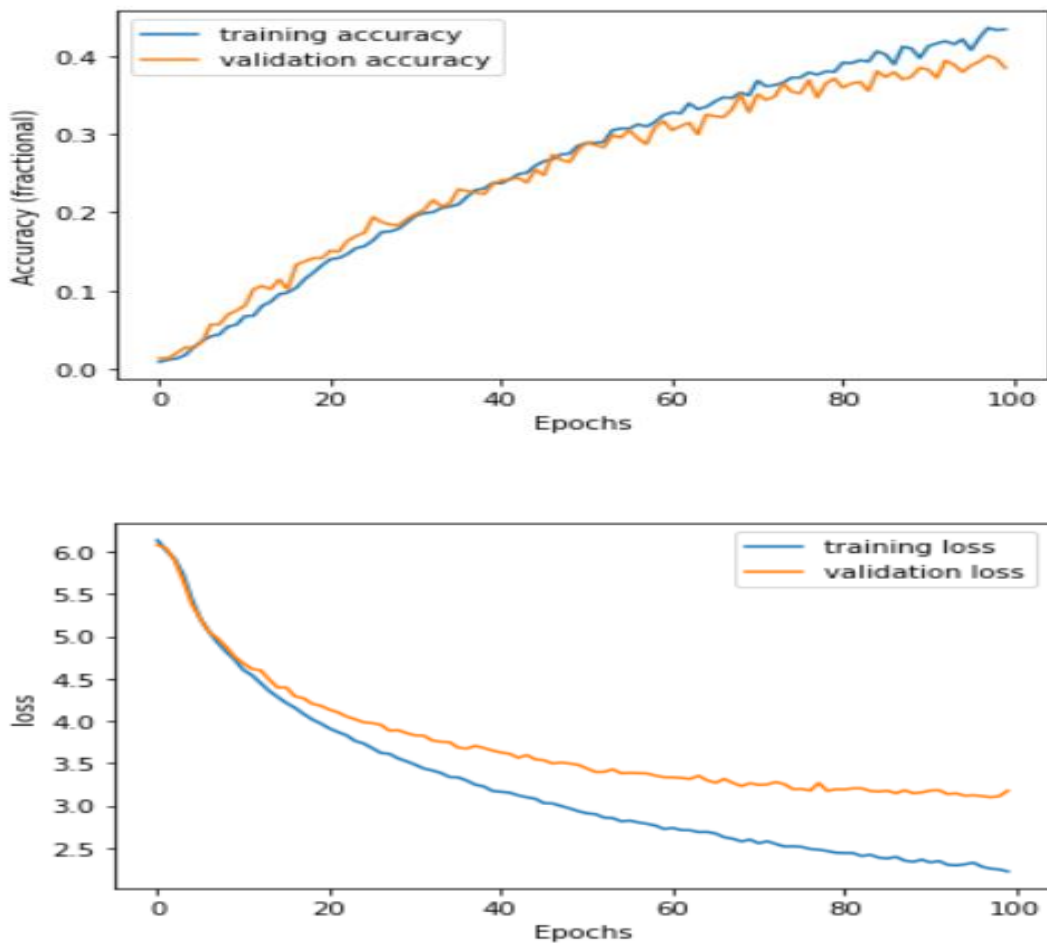 training accuracy
validation accuracy
0.4
0.3
0.2
0.1
0.0
Accuracy (fractional)
0 20 40 60 80 100
Epochs
training loss
validation loss
6.0
5.5
5.0
4.5
4.0
3.5
3.0
2.5
loss
0 20 40 60 80 100
Epochs